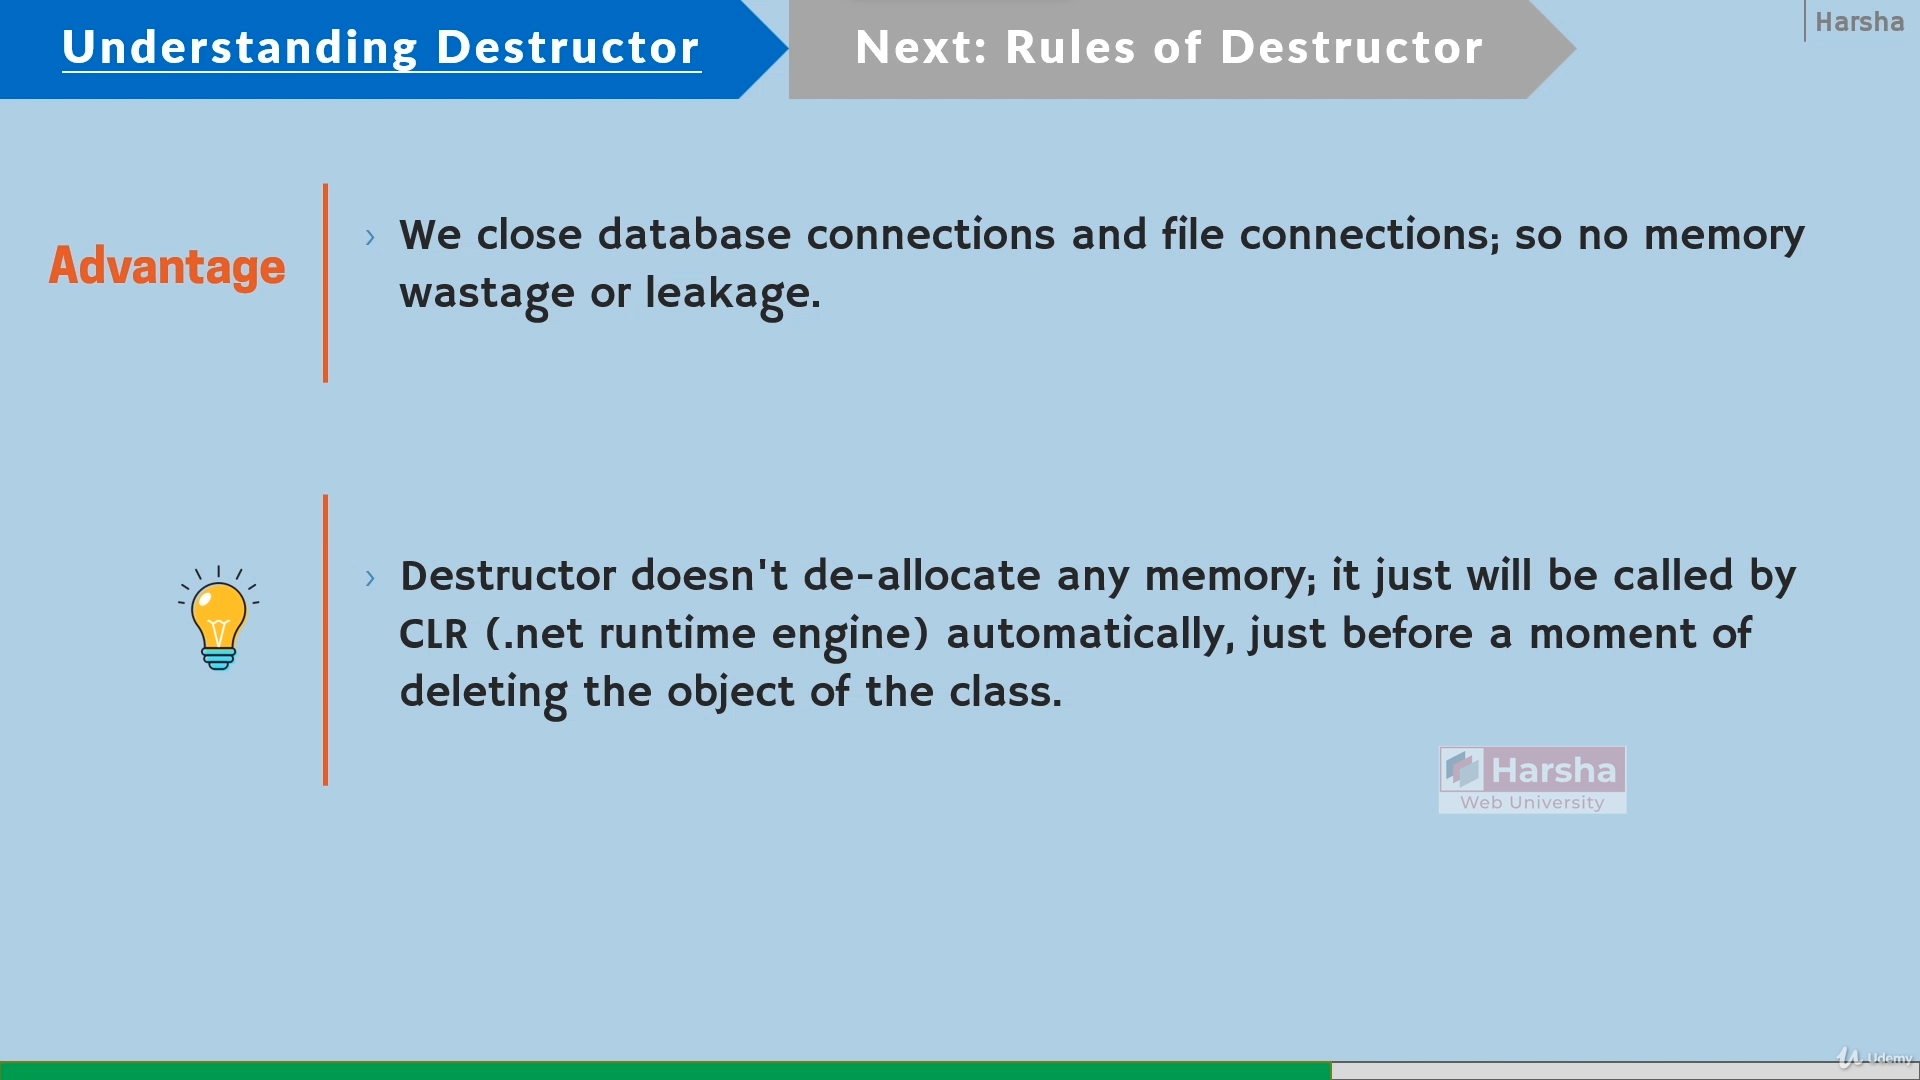 Understanding Destructor
Next: Rules of Destructor
Harsha
Advantage
› We close database connections and file connections; so no memory
wastage or leakage.
› Destructor doesn't de-allocate any memory; it just will be called by
CLR (.net runtime engine) automatically, just before a moment of
deleting the object of the class.
Harsha
Web University
Udemy